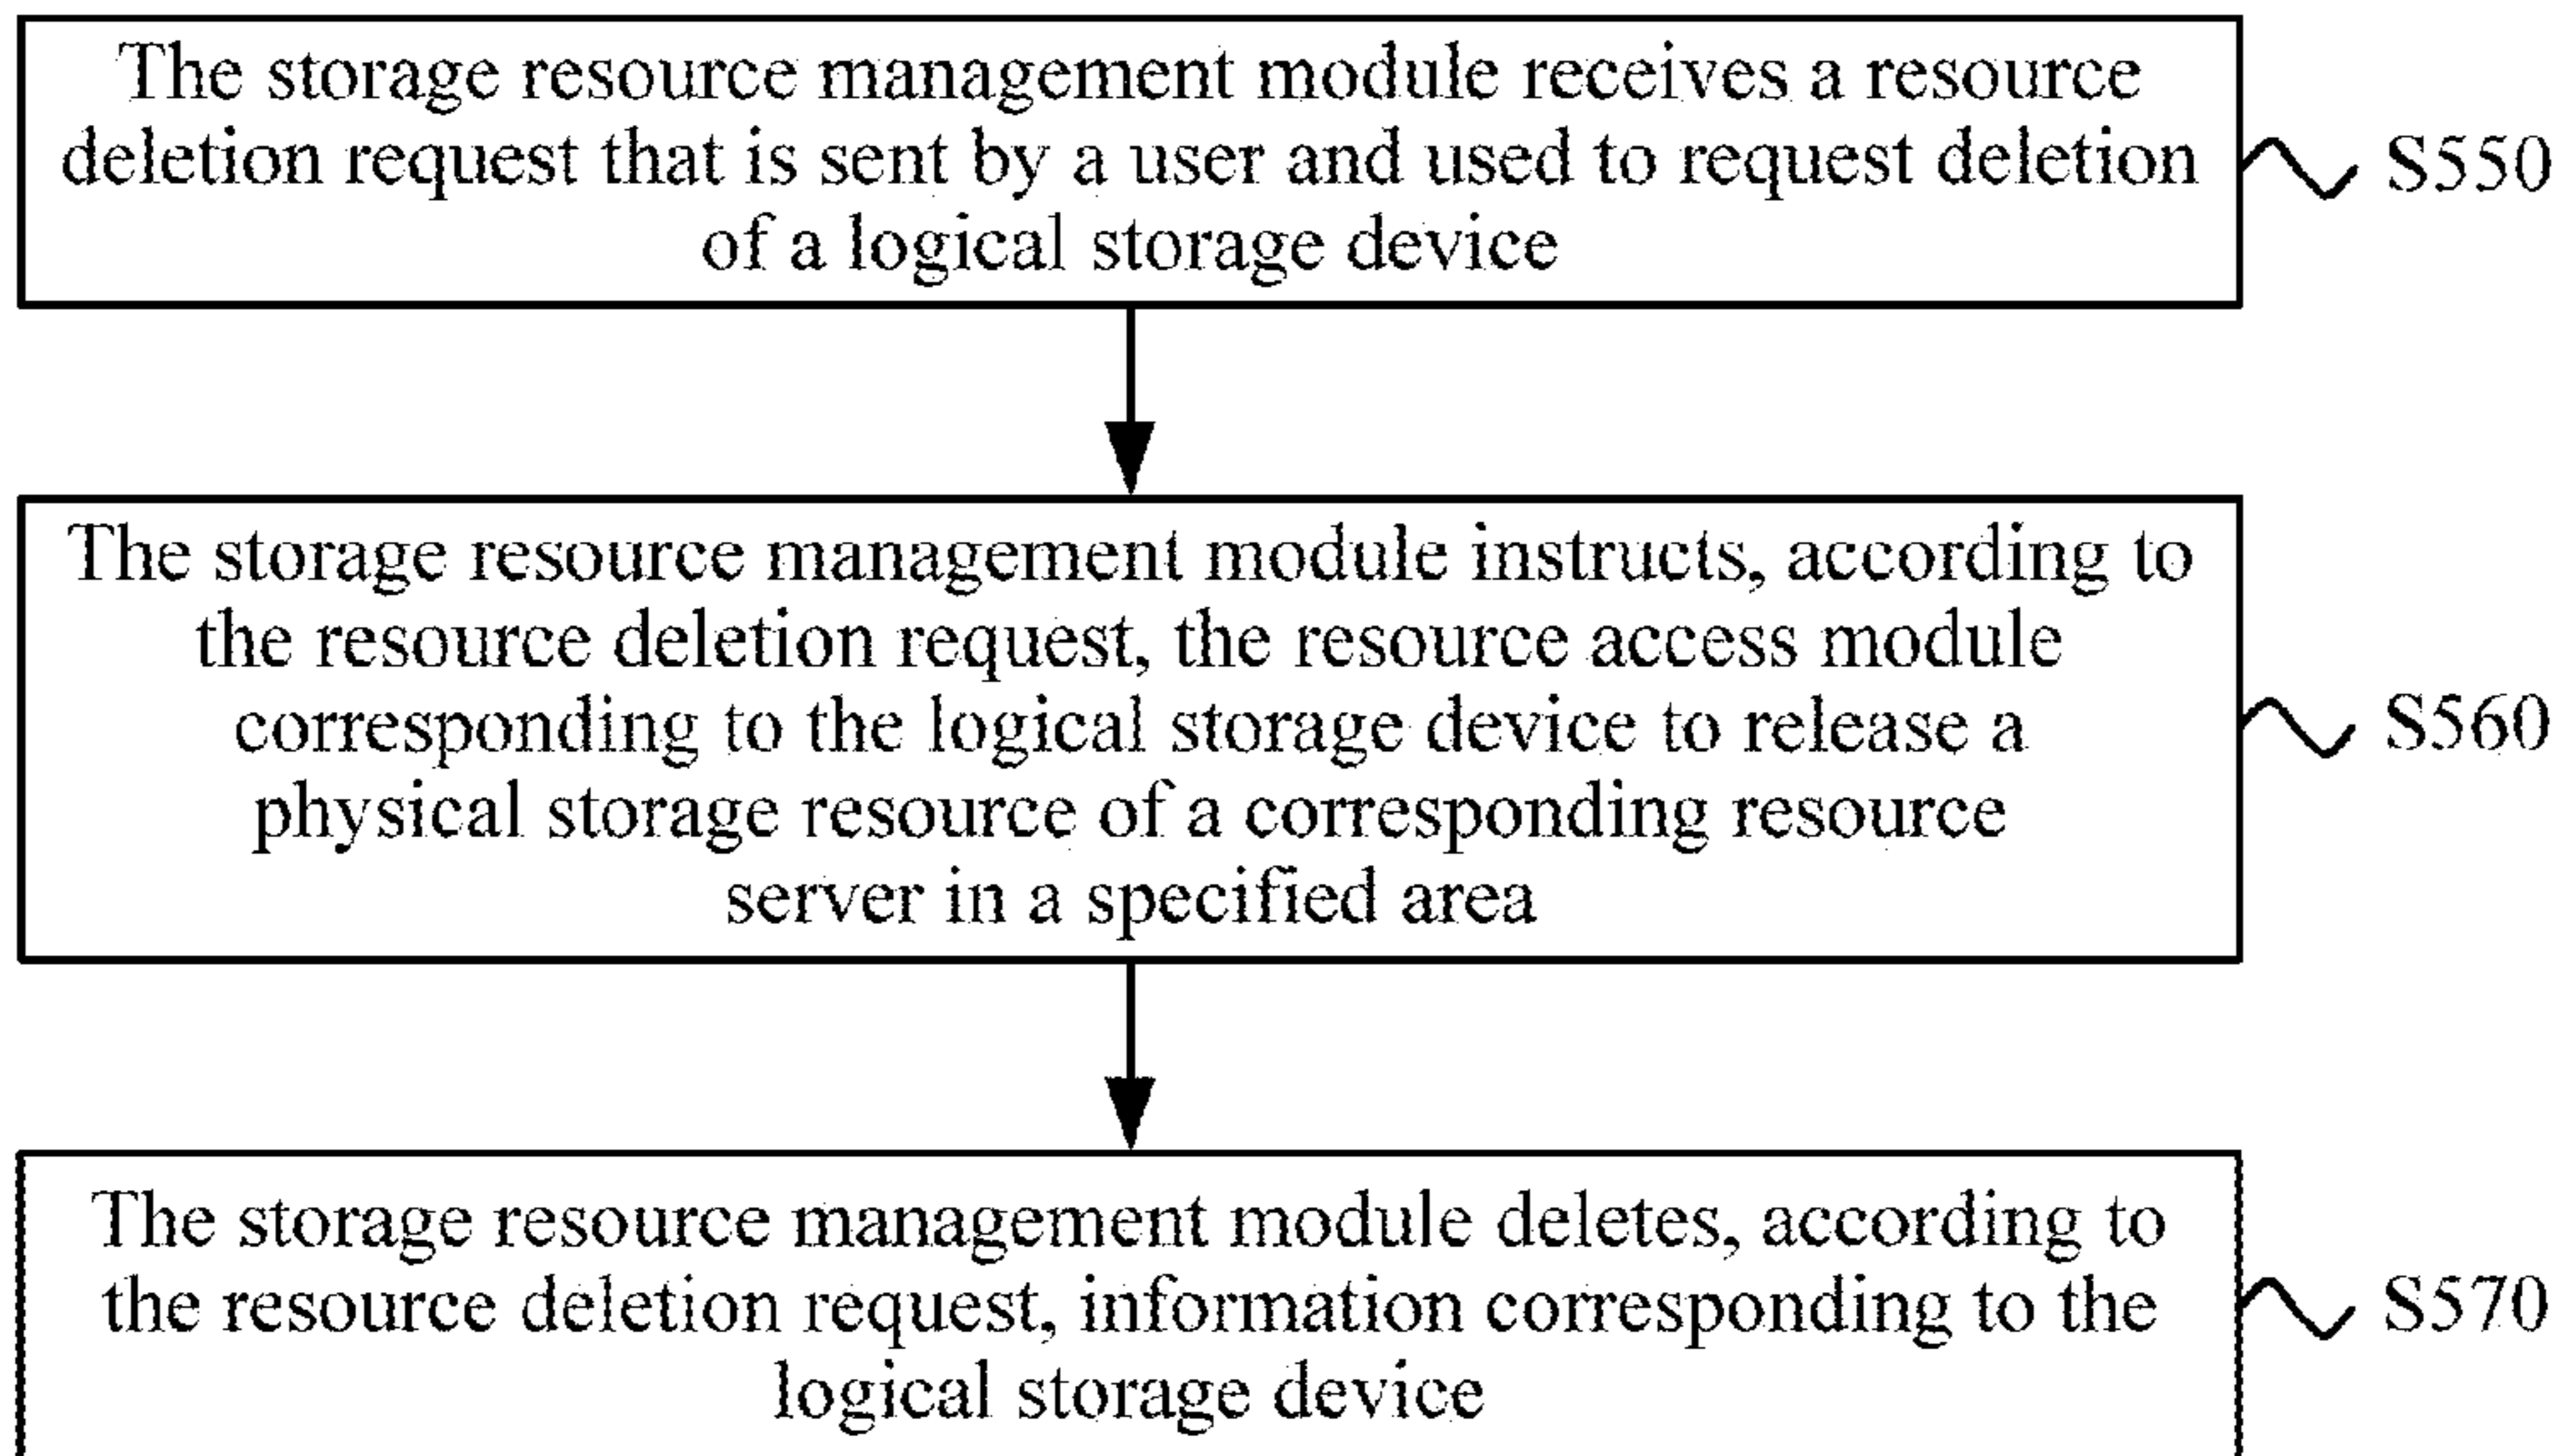 The storage resource management module receives a resource
deletion request that is sent by a user and used to request deletion
of a logical storage device
S550
The storage resource management module instructs, according to
the resource deletion request, the resource access module
corresponding to the logical storage device to release a
physical storage resource of a corresponding resource
server in a specified area
S560
The storage resource management module deletes, according to
the resource deletion request, information corresponding to the
logical storage device
S570